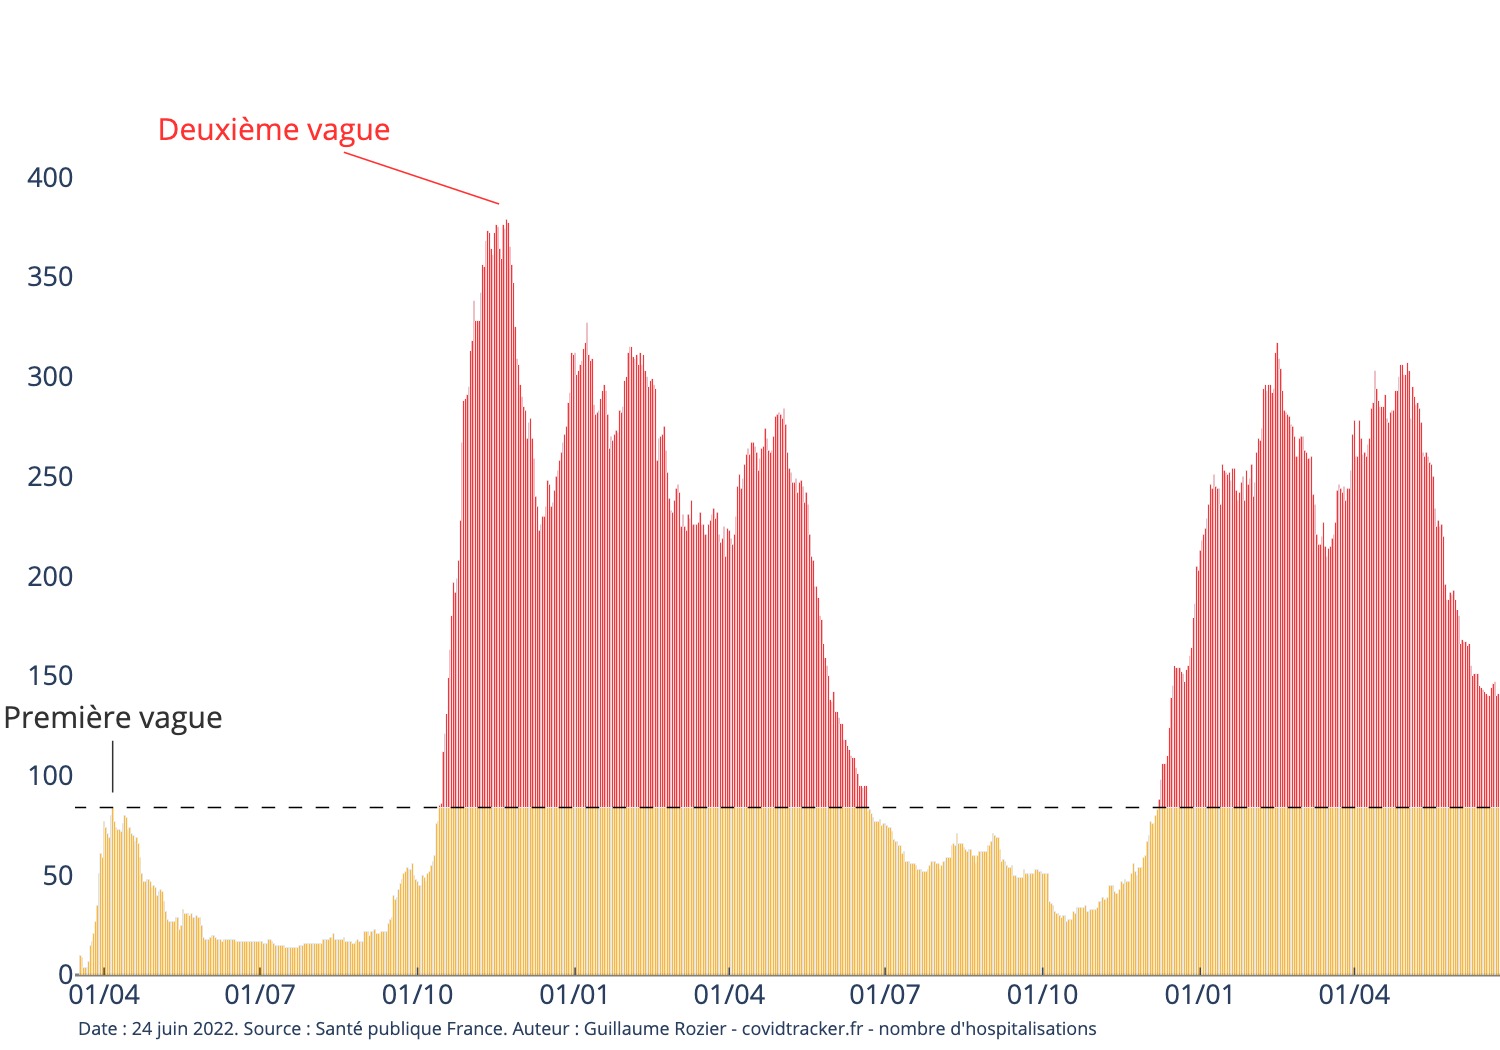 Deuxième vague
400
350
300
250
200
150
Première vague
100
50
0
01/04 01/07 01/10 01/01 01/04 01/07 01/10 01/01 01/04
Date : 24 juin 2022. Source : Santé publique France. Auteur : Guillaume Rozier - covidtracker.fr - nombre d'hospitalisations